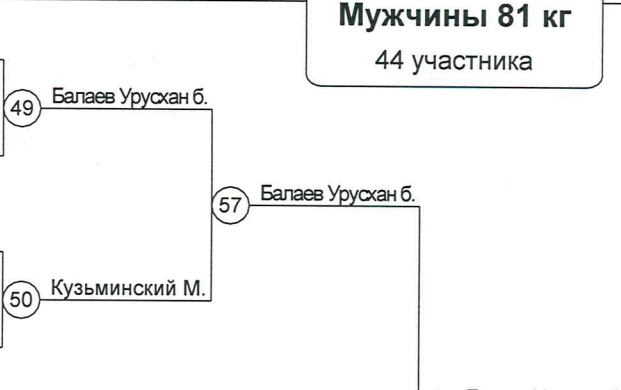 Мужчины 81 кг
44 участника
Балаев Урусхан б.
49
Балаев Урусхан б.
57
Кузьминский М.
50